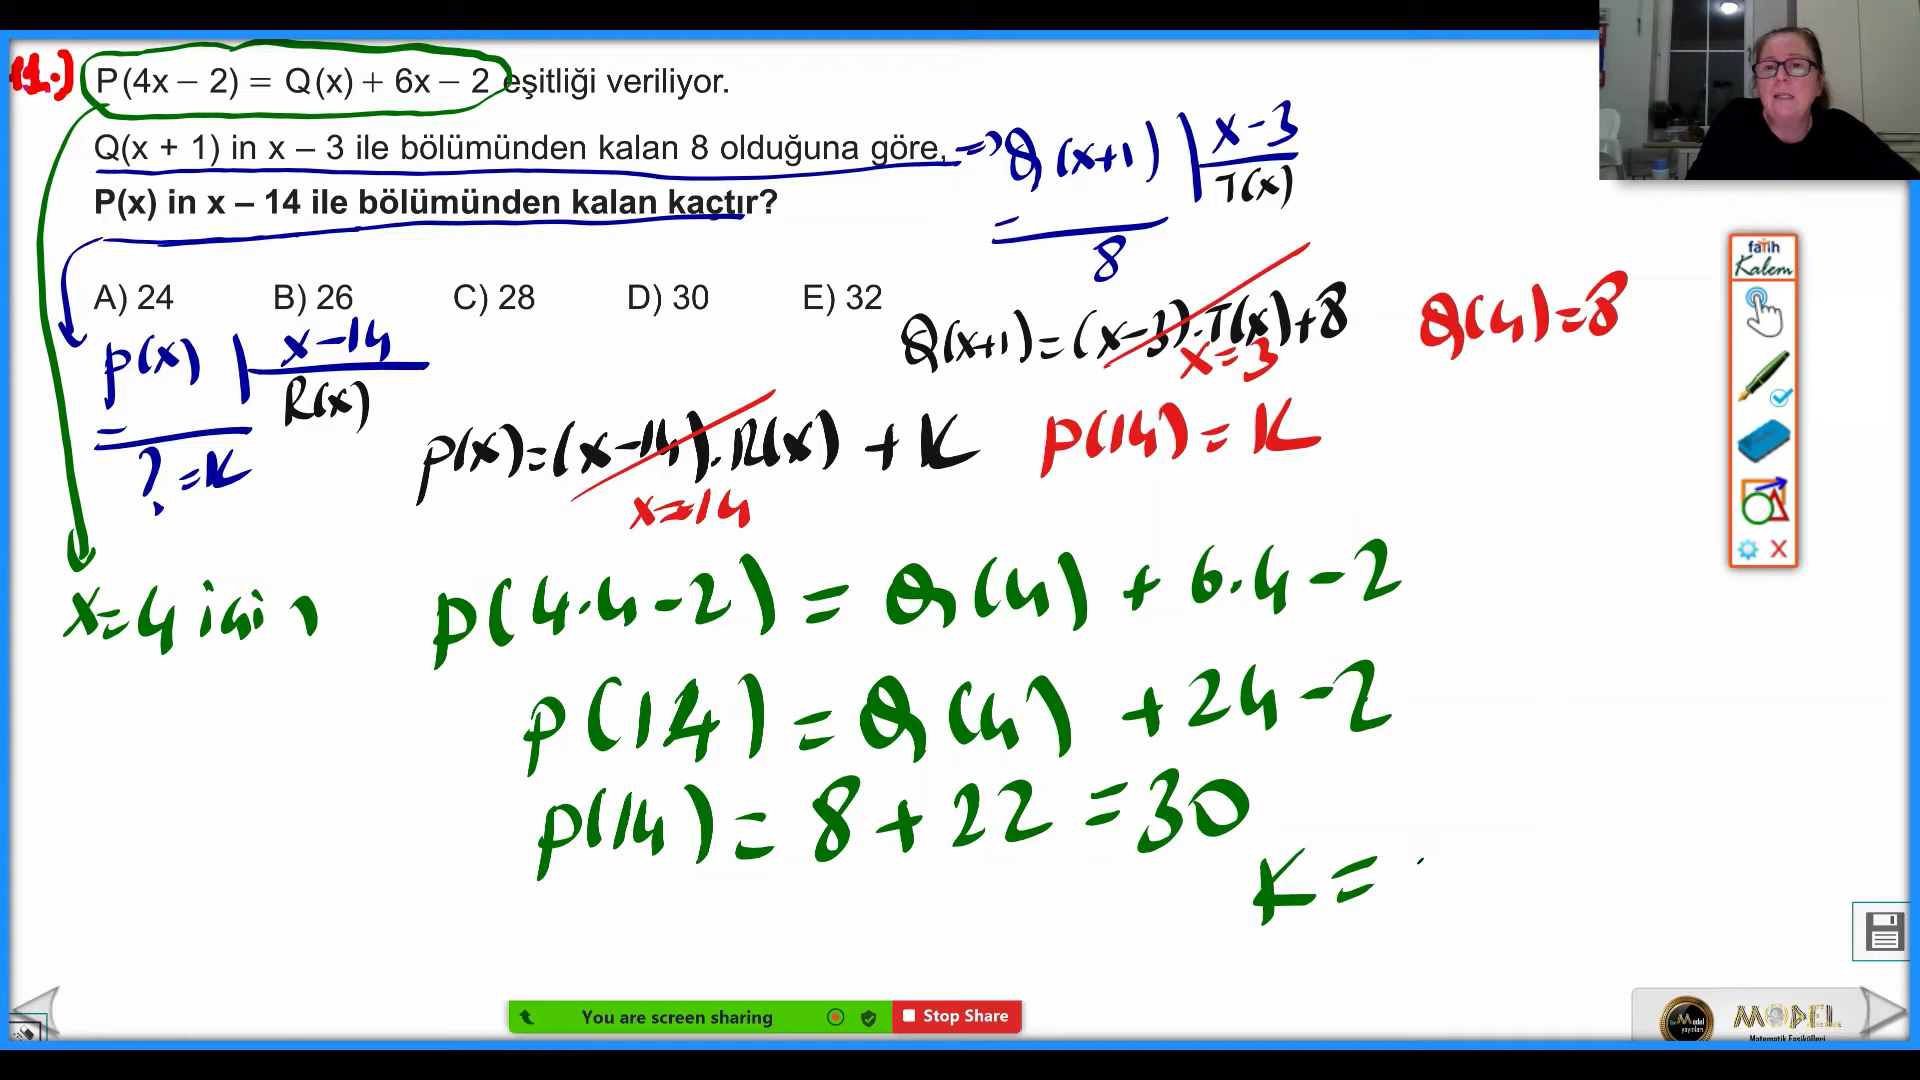 11.) P(4x – 2) = Q(x) + 6x – 2 eşitliği veriliyor.
Q(x + 1) in x – 3 ile bölümünden kalan 8 olduğuna göre,
P(x) in x – 14 ile bölümünden kalan kaçtır?
A) 24 B) 26 C) 28 D) 30 E) 32
⇒ Q(x+1) | x-3
T(x)
8
Q(x+1)=(x-3).T(x)+8
x=3
Q(4)=8
P(x) | x-14
R(x)
? = K
P(x)=(x-14).R(x) + K
x=14
P(14)=K
x=4 için
P(4.4-2) = Q(4) + 6.4-2
P(14) = Q(4) + 24-2
P(14) = 8 + 22 = 30
K =
fatih
Kalem
You are screen sharing
Stop Share
MODEL
Matematik Fasikülleri